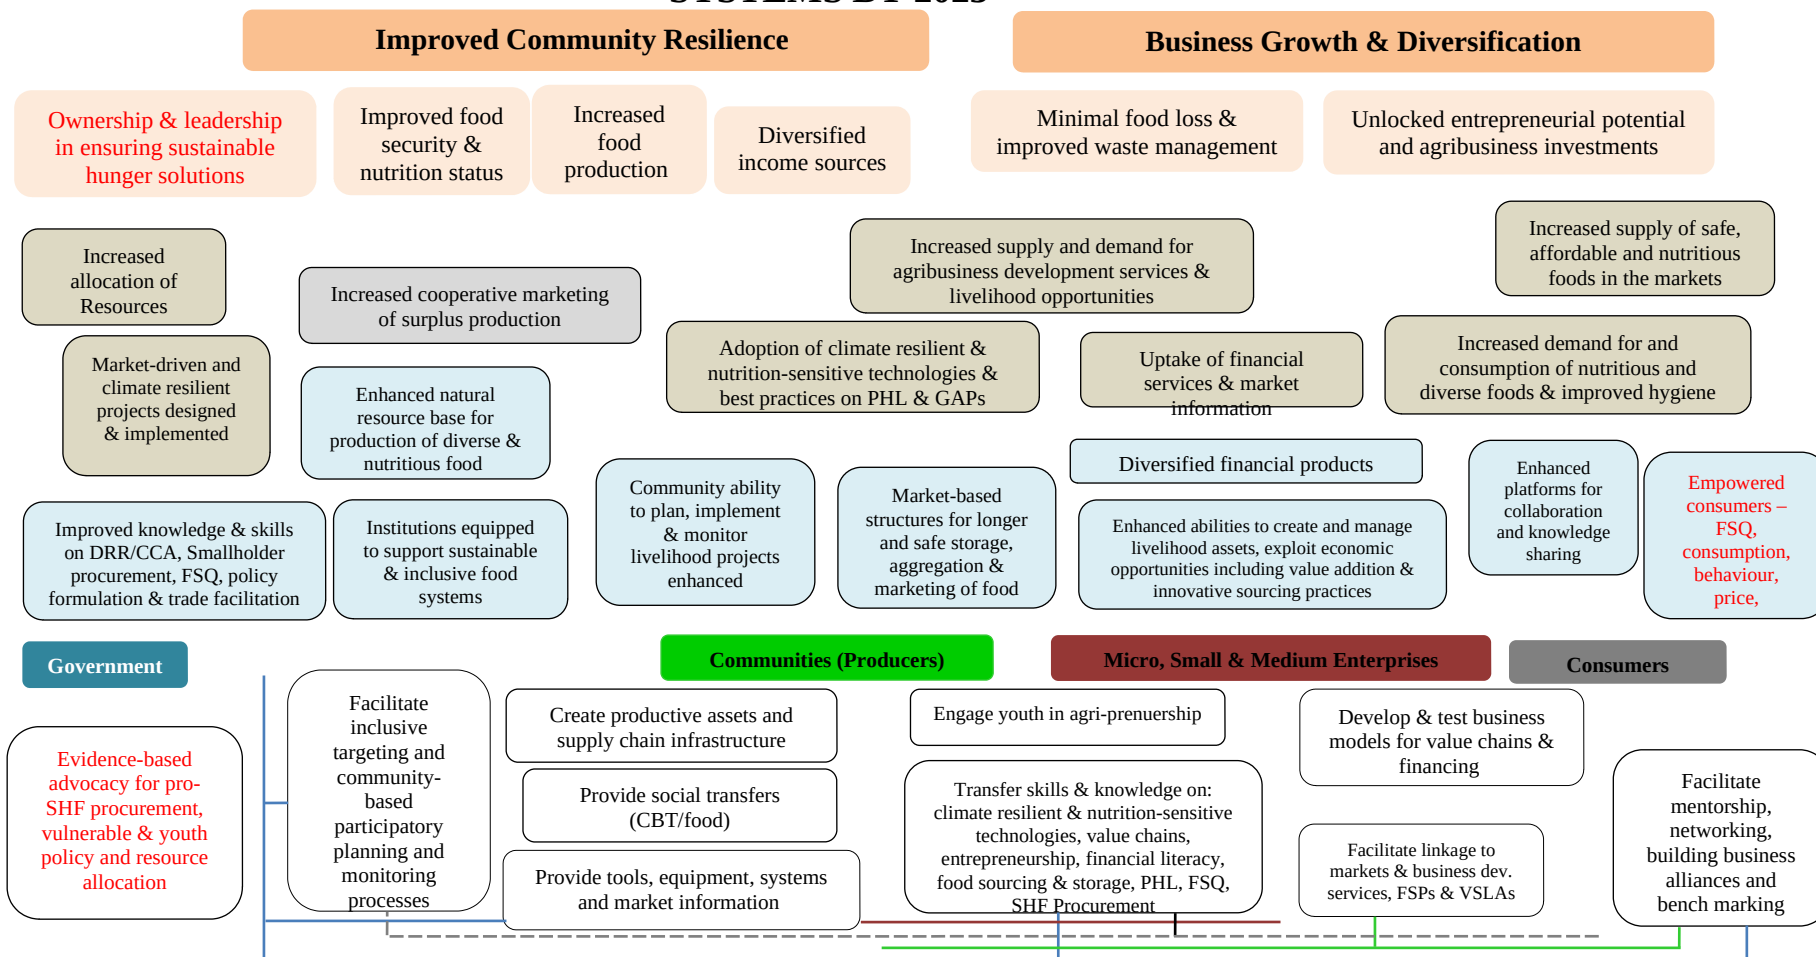 SYSTEMS BY 2023
Improved Community Resilience
Business Growth & Diversification
Ownership & leadership
in ensuring sustainable
hunger solutions
Improved food
security &
nutrition status
Increased
food
production
Diversified
income sources
Minimal food loss &
improved waste management
Unlocked entrepreneurial potential
and agribusiness investments
Increased
allocation of
Resources
Increased cooperative marketing
of surplus production
Increased supply and demand for
agribusiness development services &
livelihood opportunities
Increased supply of safe,
affordable and nutritious
foods in the markets
Market-driven and
climate resilient
projects designed
& implemented
Enhanced natural
resource base for
production of diverse &
nutritious food
Adoption of climate resilient &
nutrition-sensitive technologies &
best practices on PHL & GAPs
Uptake of financial
services & market
information
Increased demand for and
consumption of nutritious and
diverse foods & improved hygiene
Improved knowledge & skills
on DRR/CCA, Smallholder
procurement, FSQ, policy
formulation & trade facilitation
Institutions equipped
to support sustainable
& inclusive food
systems
Community ability
to plan, implement
& monitor
livelihood projects
enhanced
Market-based
structures for longer
and safe storage,
aggregation &
marketing of food
Diversified financial products
Enhanced abilities to create and manage
livelihood assets, exploit economic
opportunities including value addition &
innovative sourcing practices
Enhanced
platforms for
collaboration
and knowledge
sharing
Empowered
consumers –
FSQ,
consumption,
behaviour,
price,
Government
Communities (Producers)
Micro, Small & Medium Enterprises
Consumers
Evidence-based
advocacy for pro-
SHF procurement,
vulnerable & youth
policy and resource
allocation
Facilitate
inclusive
targeting and
community-
based
participatory
planning and
monitoring
processes
Create productive assets and
supply chain infrastructure
Provide social transfers
(CBT/food)
Provide tools, equipment, systems
and market information
Engage youth in agri-prenuership
Transfer skills & knowledge on:
climate resilient & nutrition-sensitive
technologies, value chains,
entrepreneurship, financial literacy,
food sourcing & storage, PHL, FSQ,
SHF Procurement
Develop & test business
models for value chains &
financing
Facilitate linkage to
markets & business dev.
services, FSPs & VSLAs
Facilitate
mentorship,
networking,
building business
alliances and
bench marking